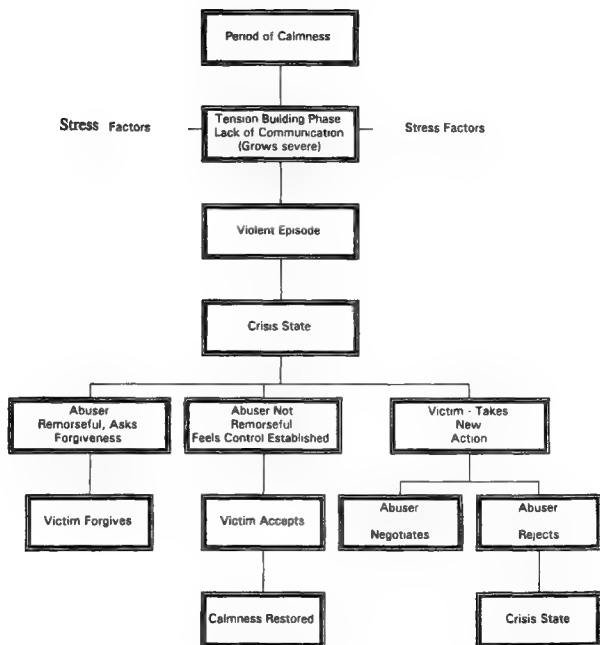 Period of Calmness
Stress Factors
Tension Building Phase
Lack of Communication
(Grows severe)
Stress Factors
Violent Episode
Crisis State
Abuser
Remorseful, Asks
Forgiveness
Abuser Not
Remorseful
Feels Control Established
Victim - Takes
New
Action
Victim Forgives
Victim Accepts
Abuser
Negotiates
Abuser
Rejects
Calmness Restored
Crisis State